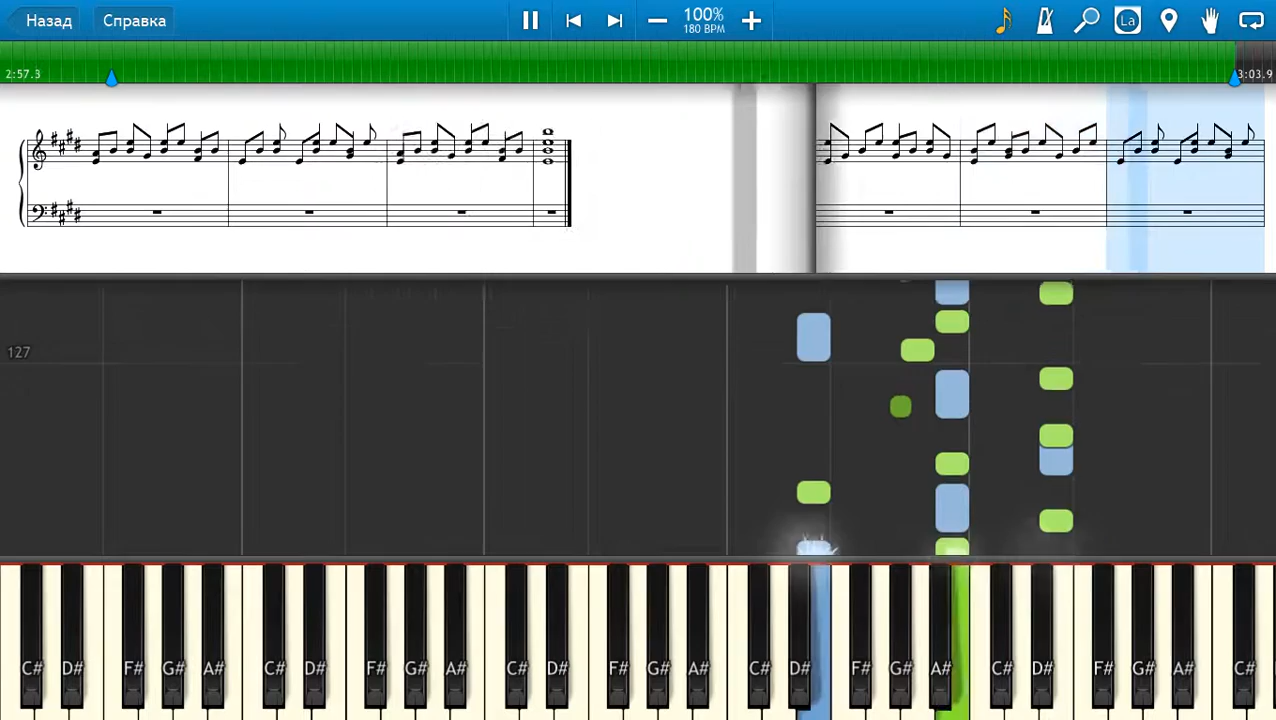 Назад Справка 100% La
180 BPM
2:57.3 3:03.9
127
C# D# F# G# A# C# D# F# G# A# C# D# F# G# A# C# D# F# G# A# C# D# F# G# A# C#